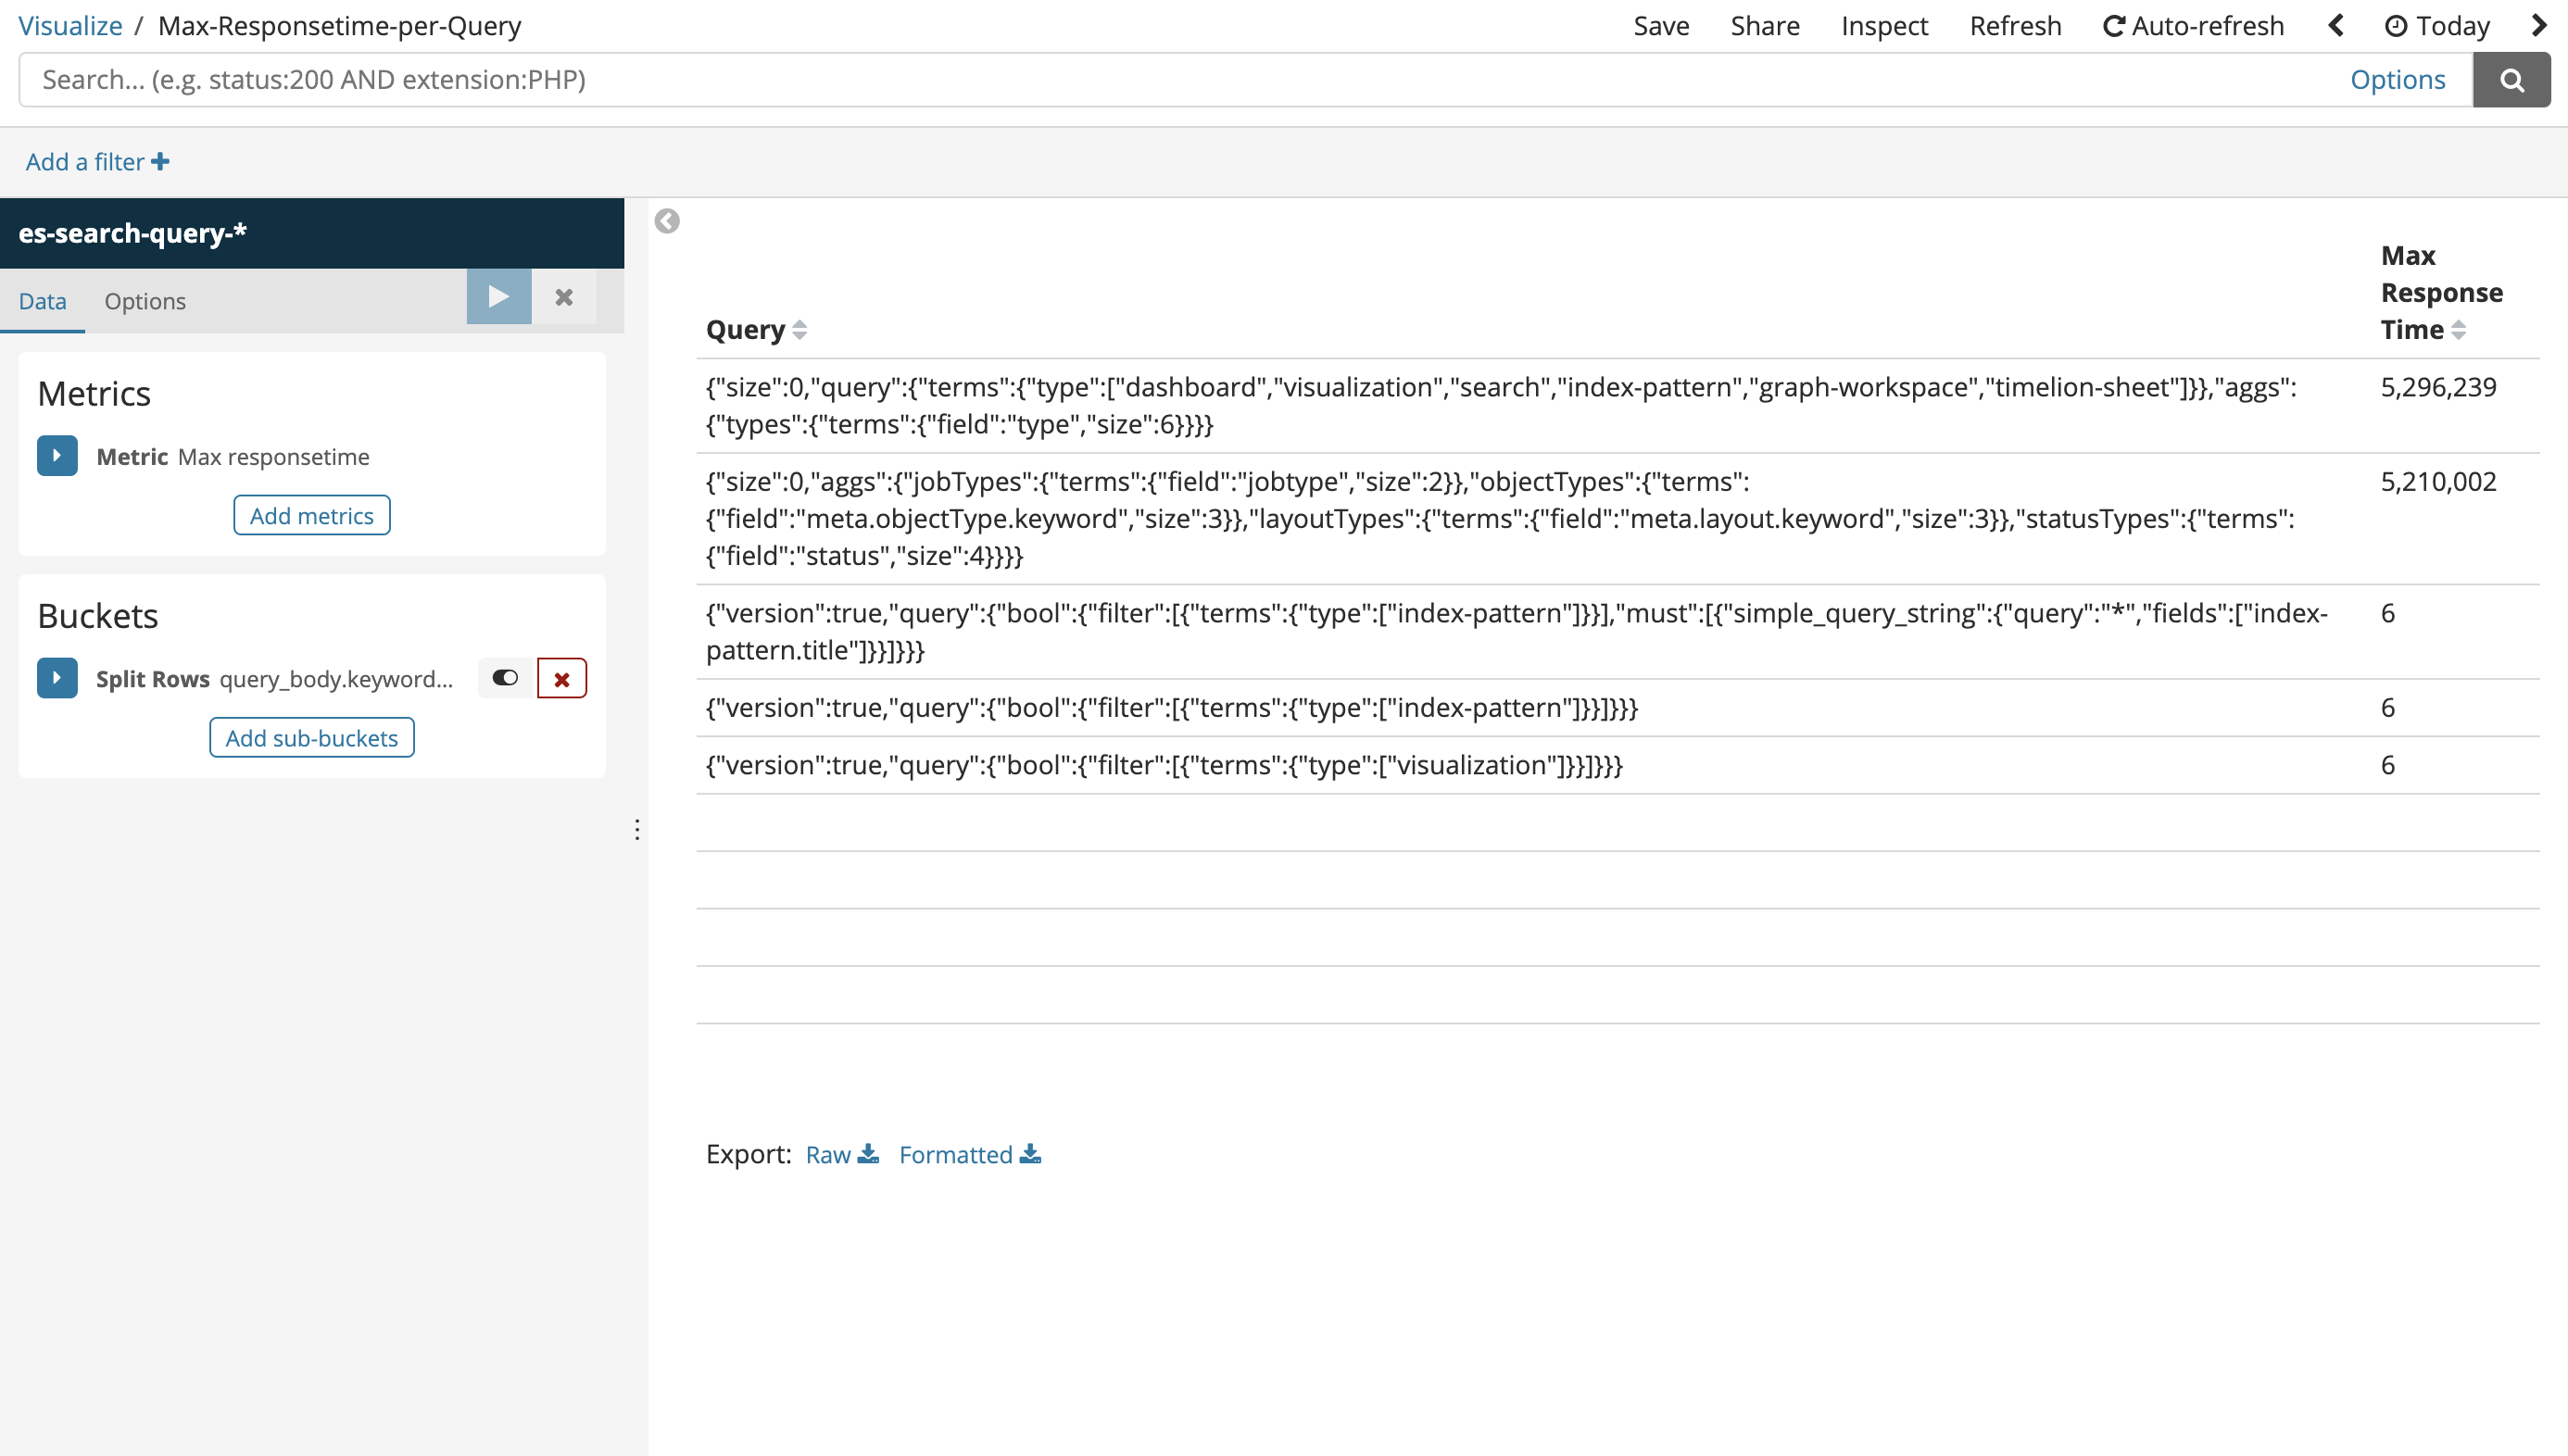 Visualize / Max-Responsetime-per-Query
Save Share Inspect Refresh Auto-refresh Today
Search... (e.g. status:200 AND extension:PHP)
Options
Add a filter
es-search-query-*
Data Options
Metrics
Metric Max responsetime
Add metrics
Buckets
Split Rows query_body.keyword...
Add sub-buckets
Max
Response
Query Time
{"size":0,"query":{"terms":{"type":["dashboard","visualization","search","index-pattern","graph-workspace","timelion-sheet"]}},"aggs": 5,296,239
{"types":{"terms":{"field":"type","size":6}}}}
{"size":0,"aggs":{"jobTypes":{"terms":{"field":"jobtype","size":2}},"objectTypes":{"terms": 5,210,002
{"field":"meta.objectType.keyword","size":3}},"layoutTypes":{"terms":{"field":"meta.layout.keyword","size":3}},"statusTypes":{"terms":
{"field":"status","size":4}}}}
{"version":true,"query":{"bool":{"filter":[{"terms":{"type":["index-pattern"]}}],"must":[{"simple_query_string":{"query":"*","fields":["index- 6
pattern.title"]}}]}}}
{"version":true,"query":{"bool":{"filter":[{"terms":{"type":["index-pattern"]}}]}}} 6
{"version":true,"query":{"bool":{"filter":[{"terms":{"type":["visualization"]}}]}}} 6
Export: Raw Formatted